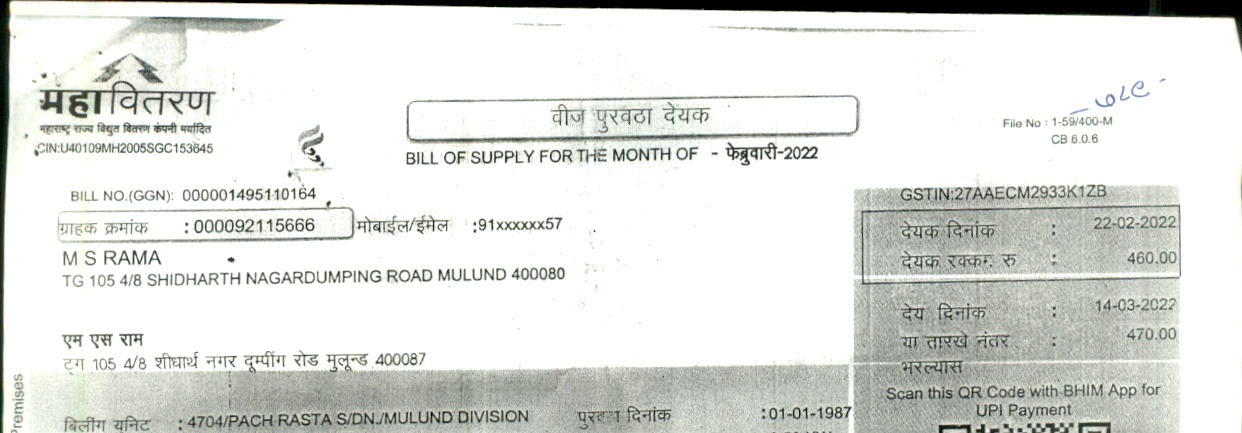 महावितरण
महाराष्ट्र राज्य विद्युत वितरण कंपनी मर्यादित
CIN:U40109MH2005SGC153645
वीज पुरवठा देयक
BILL OF SUPPLY FOR THE MONTH OF - फेब्रुवारी-2022
File No : 1-59/400-M
CB 6.0.6
BILL NO.(GGN): 000001495110164
GSTIN:27AAECM2933K1ZB
ग्राहक क्रमांक :000092115666 मोबाईल/ईमेल :91xxxxxx57
देयक दिनांक : 22-02-2022
देयक रक्कम रु : 460.00
M S RAMA
TG 105 4/8 SHIDHARTH NAGARDUMPING ROAD MULUND 400080
देय दिनांक : 14-03-2022
या तारखे नंतर : 470.00
भरल्यास
एम एस राम
टग 105 4/8 शीधार्थ नगर दूम्पींग रोड मुलून्ड 400087
Scan this QR Code with BHIM App for
UPI Payment
Premises
बिलींग युनिट : 4704/PACH RASTA S/DN./MULUND DIVISION पुरवठा दिनांक :01-01-1987